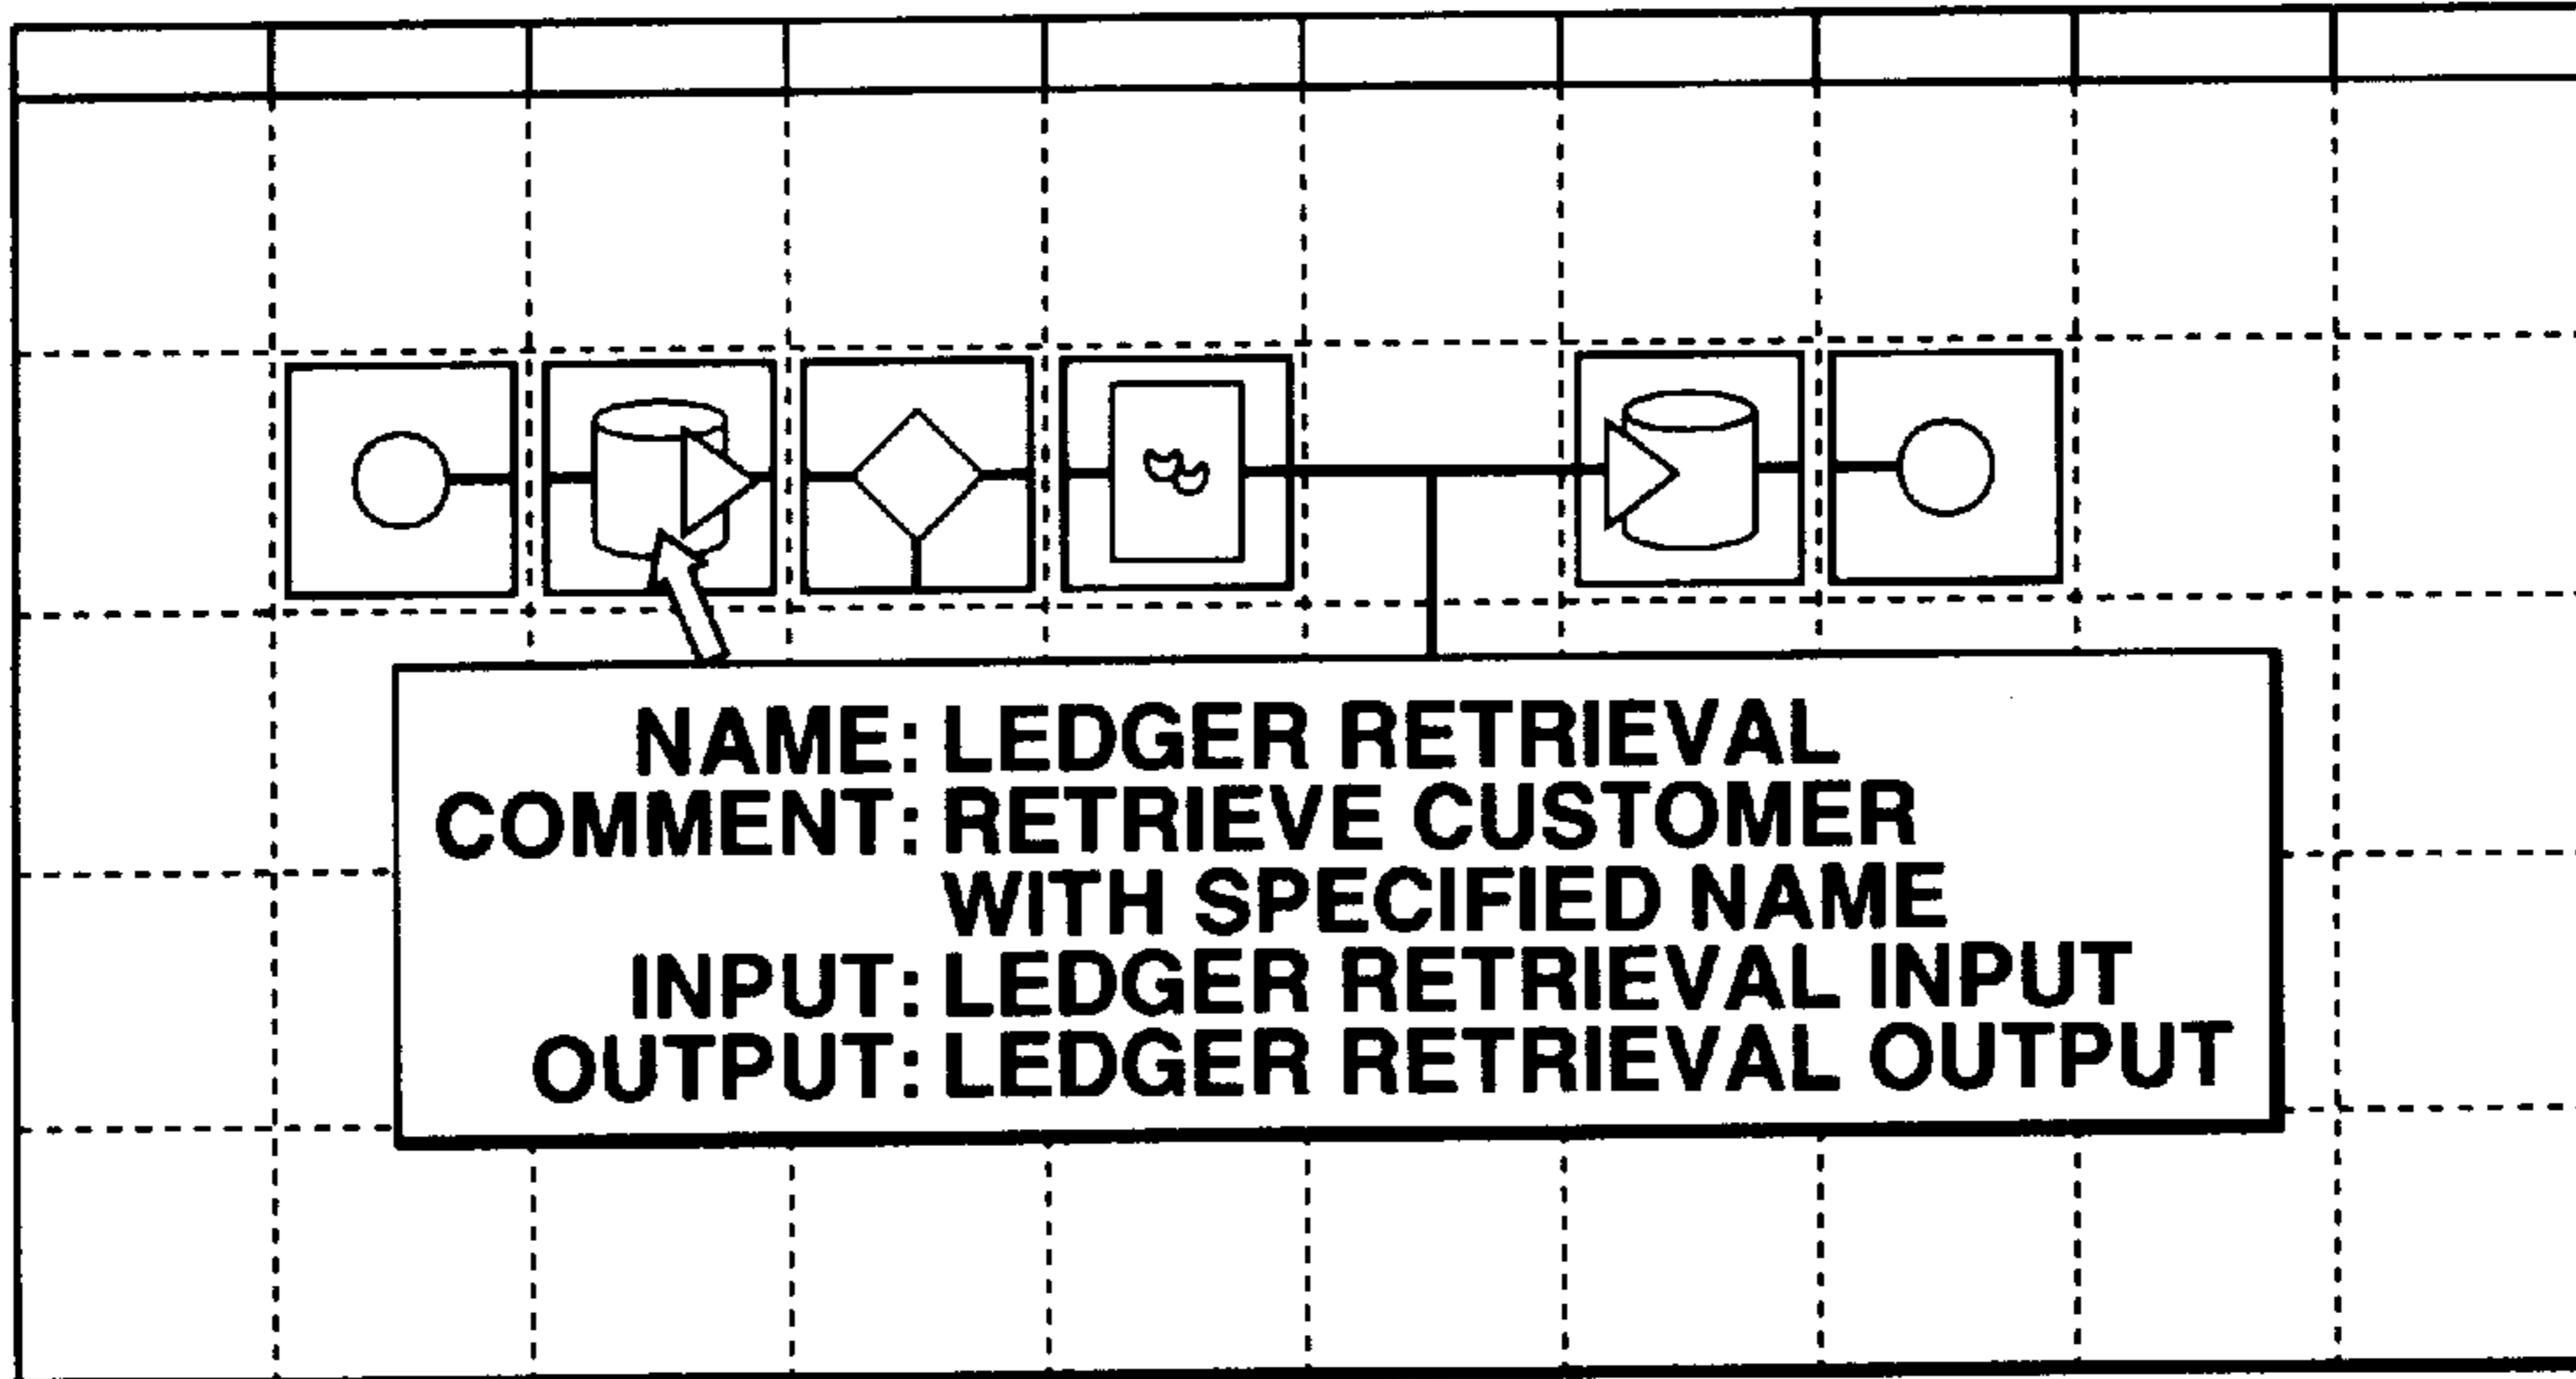 NAME: LEDGER RETRIEVAL
COMMENT: RETRIEVE CUSTOMER
WITH SPECIFIED NAME
INPUT: LEDGER RETRIEVAL INPUT
OUTPUT: LEDGER RETRIEVAL OUTPUT